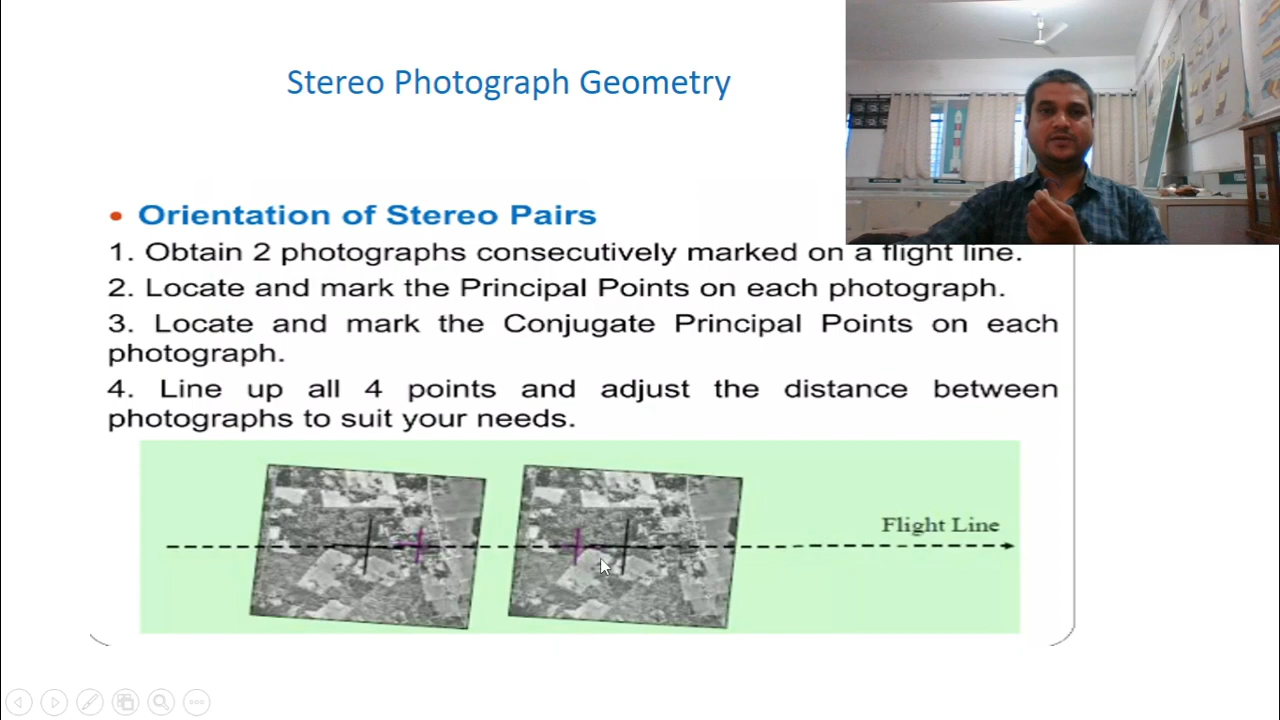 Stereo Photograph Geometry
• Orientation of Stereo Pairs
1. Obtain 2 photographs consecutively marked on a flight line.
2. Locate and mark the Principal Points on each photograph.
3. Locate and mark the Conjugate Principal Points on each
photograph.
4. Line up all 4 points and adjust the distance between
photographs to suit your needs.
Flight Line